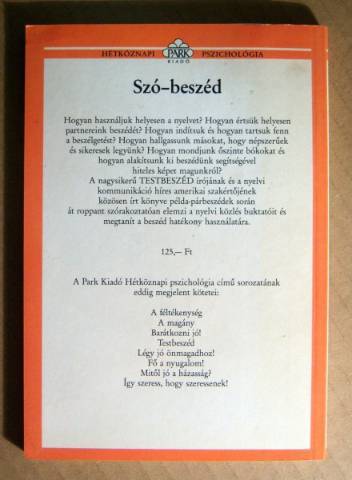 HÉTKÖZNAPI PARK KIADÓ PSZICHOLÓGIA
Szó–beszéd
Hogyan használjuk helyesen a nyelvet? Hogyan értsük helyesen
partnereink beszédét? Hogyan indítsuk és hogyan tartsuk fenn
a beszélgetést? Hogyan hallgassunk másokat, hogy népszerűek
és sikeresek legyünk? Hogyan mondjunk őszinte bókokat és
hogyan alakítsunk ki beszédünk segítségével
hiteles képet magunkról?
A nagysikerű TESTBESZÉD írójának és a nyelvi
kommunikáció híres amerikai szakértőjének
közösen írt könyve példa-párbeszédek során
át roppant szórakoztatóan elemzi a nyelvi közlés buktatóit és
megtanít a beszéd hatékony használatára.
125,— Ft
A Park Kiadó Hétköznapi pszichológia című sorozatának
eddig megjelent kötetei:
A féltékenység
A magány
Barátkozni jó!
Testbeszéd
Légy jó önmagadhoz!
Fő a nyugalom!
Mitől jó a házasság?
Így szeress, hogy szeressenek!